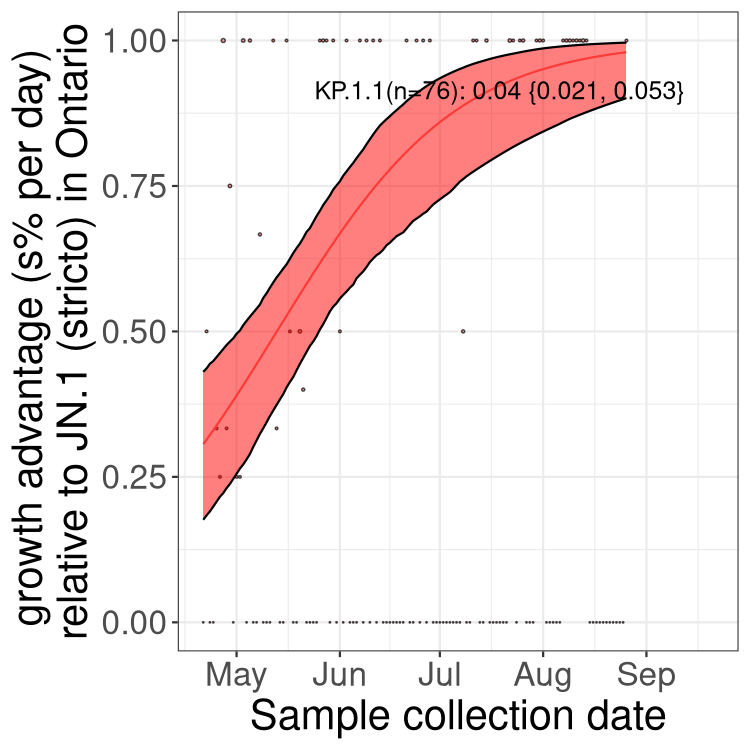 growth advantage (s% per day)
relative to JN.1 (stricto) in Ontario
1.00
0.75
0.50
0.25
0.00
KP.1.1(n=76): 0.04 {0.021, 0.053}
May Jun Jul Aug Sep
Sample collection date